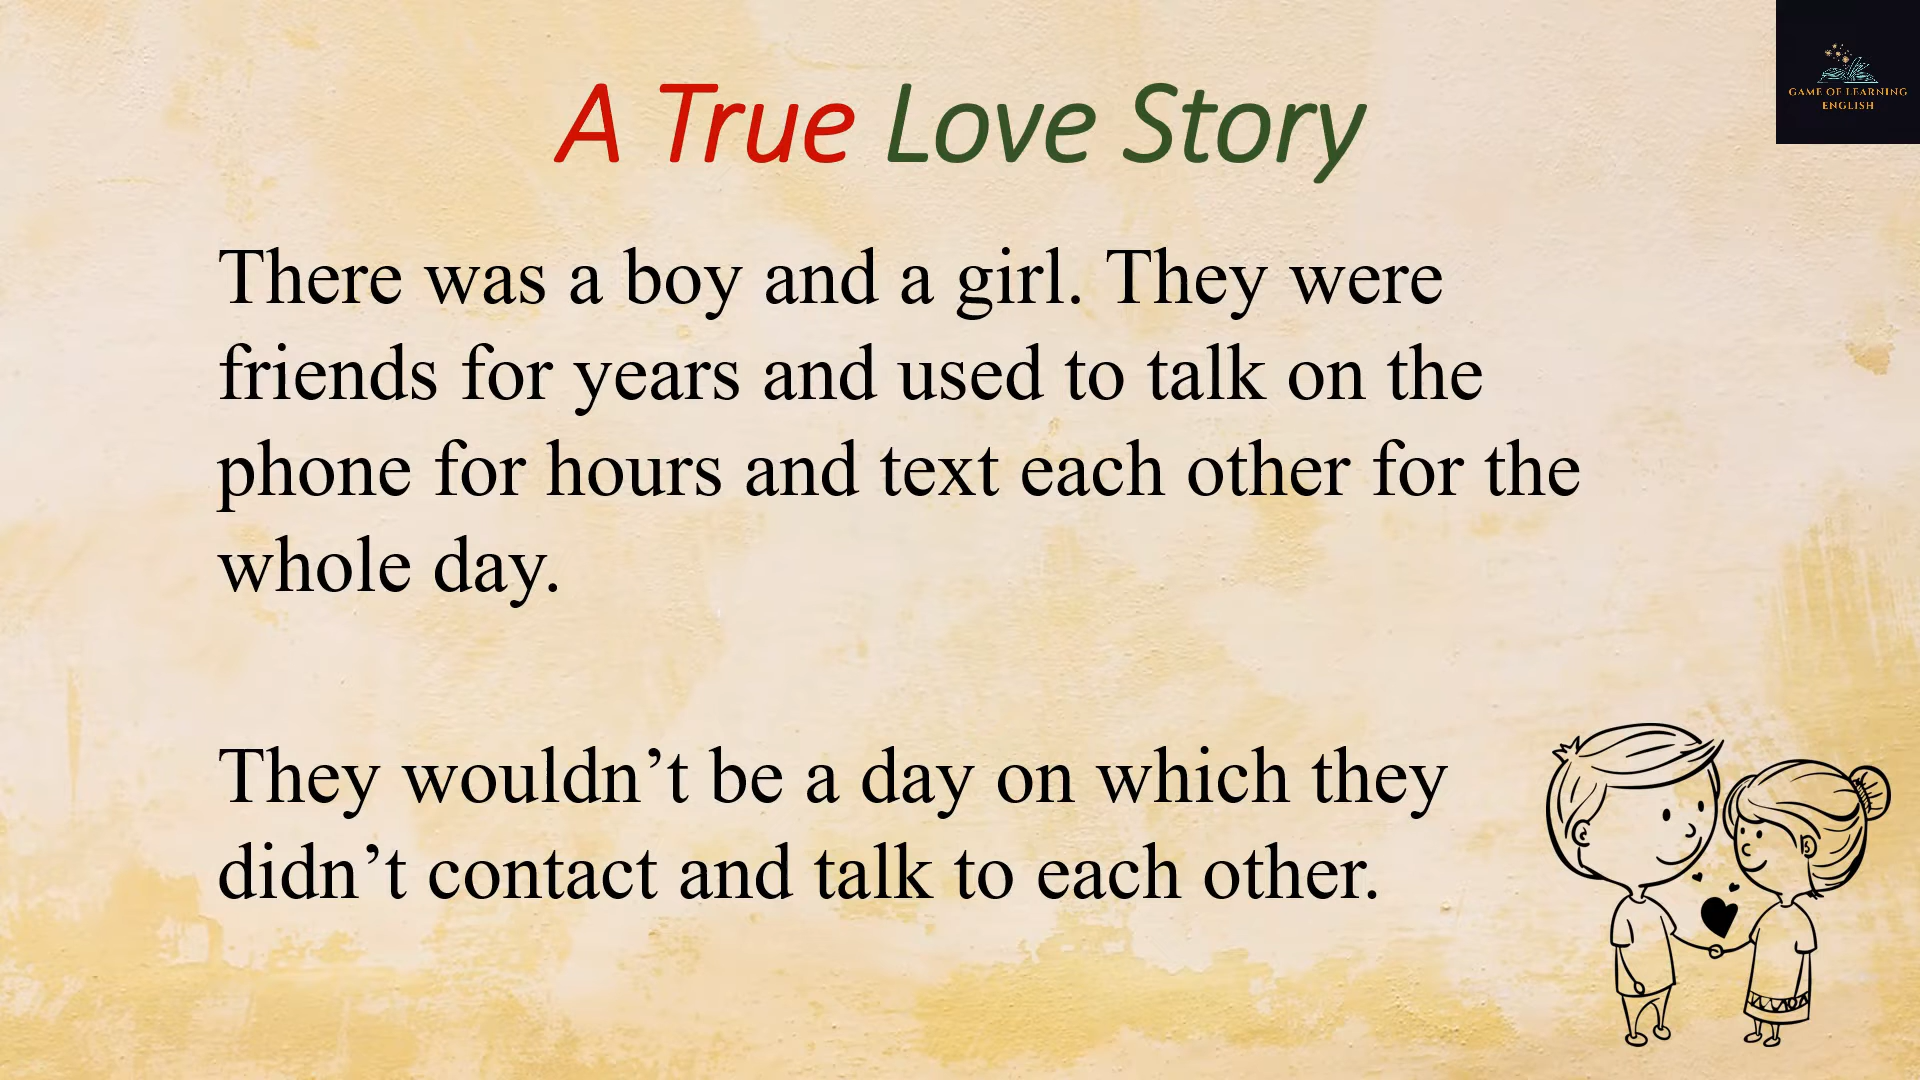 A True Love Story
GAME OF LEARNING
ENGLISH
There was a boy and a girl. They were
friends for years and used to talk on the
phone for hours and text each other for the
whole day.
They wouldn’t be a day on which they
didn’t contact and talk to each other.